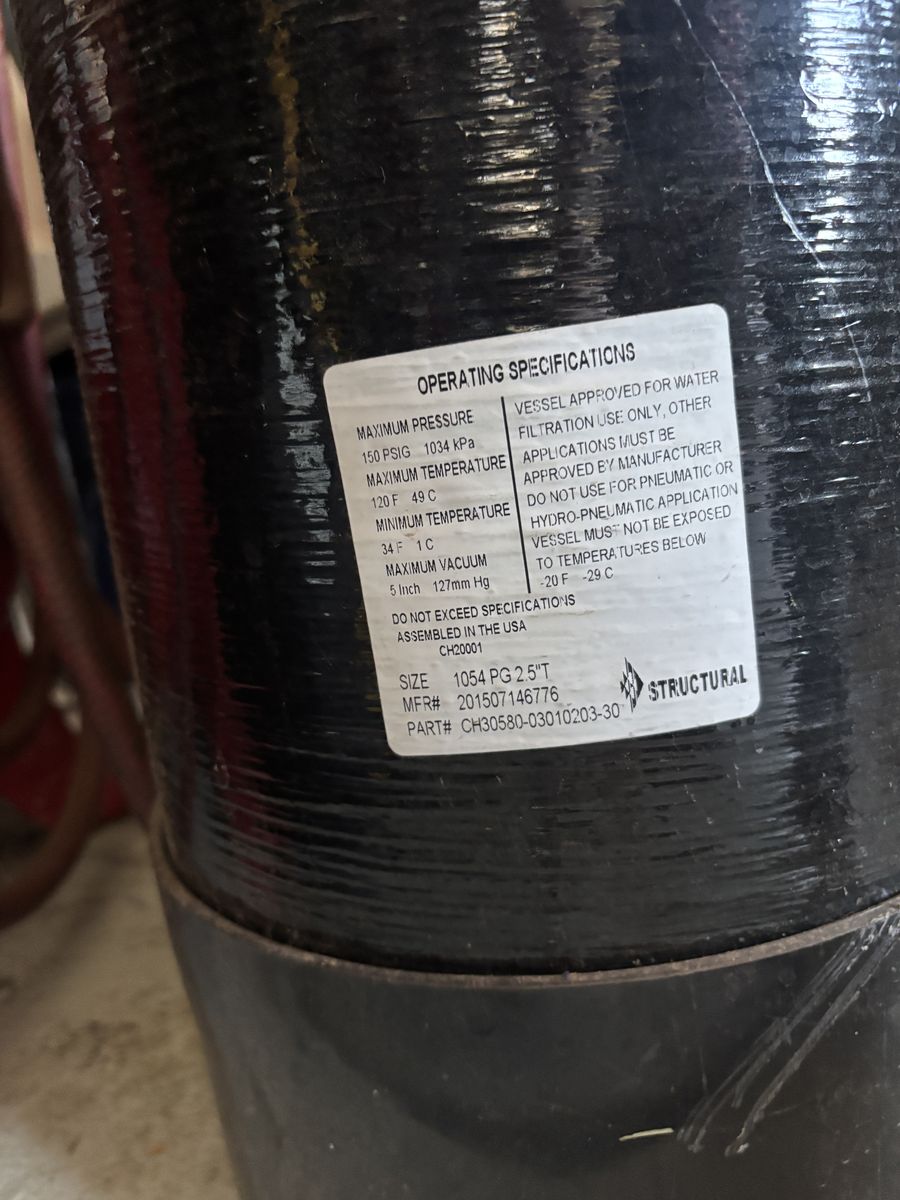 OPERATING SPECIFICATIONS
MAXIMUM PRESSURE
150 PSIG 1034 kPa
MAXIMUM TEMPERATURE
120 F 49 C
MINIMUM TEMPERATURE
34 F 1 C
MAXIMUM VACUUM
5 Inch 127mm Hg
VESSEL APPROVED FOR WATER
FILTRATION USE ONLY, OTHER
APPLICATIONS MUST BE
APPROVED BY MANUFACTURER
DO NOT USE FOR PNEUMATIC OR
HYDRO-PNEUMATIC APPLICATION
VESSEL MUST NOT BE EXPOSED
TO TEMPERATURES BELOW
-20 F -29 C
DO NOT EXCEED SPECIFICATIONS
ASSEMBLED IN THE USA
CH20001
SIZE 1054 PG 2.5"T
MFR# 201507146776
PART# CH30580-03010203-30
STRUCTURAL